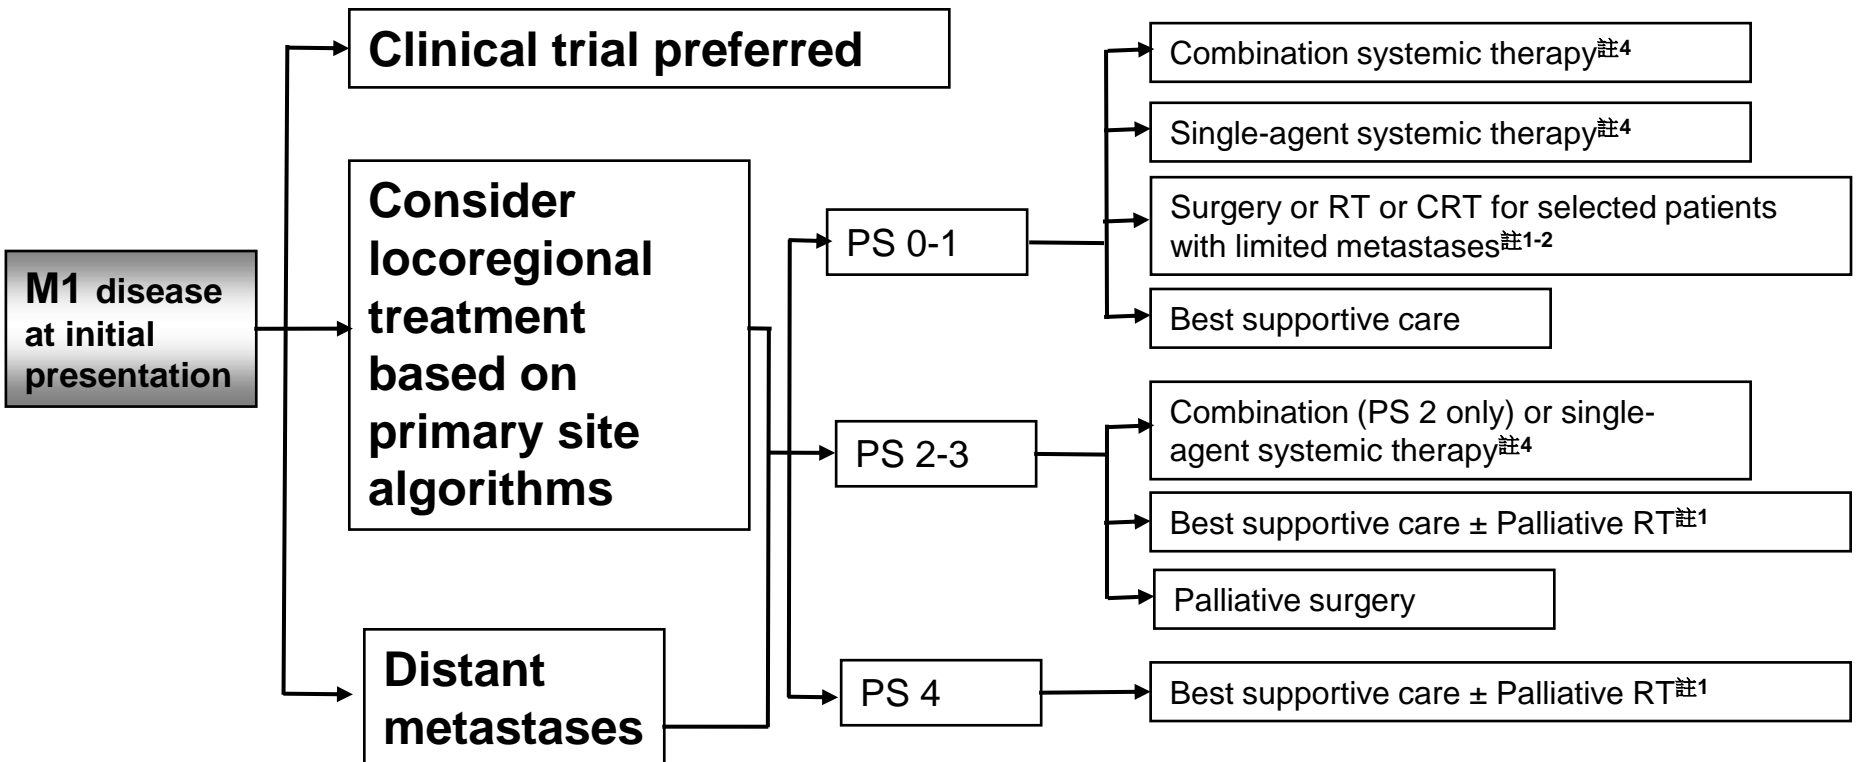 M1 disease
at initial
presentation
Clinical trial preferred
Consider
locoregional
treatment
based on
primary site
algorithms
Distant
metastases
PS 0-1
PS 2-3
PS 4
Combination systemic therapy註4
Single-agent systemic therapy註4
Surgery or RT or CRT for selected patients
with limited metastases註1-2
Best supportive care
Combination (PS 2 only) or single-
agent systemic therapy註4
Best supportive care ± Palliative RT註1
Palliative surgery
Best supportive care ± Palliative RT註1